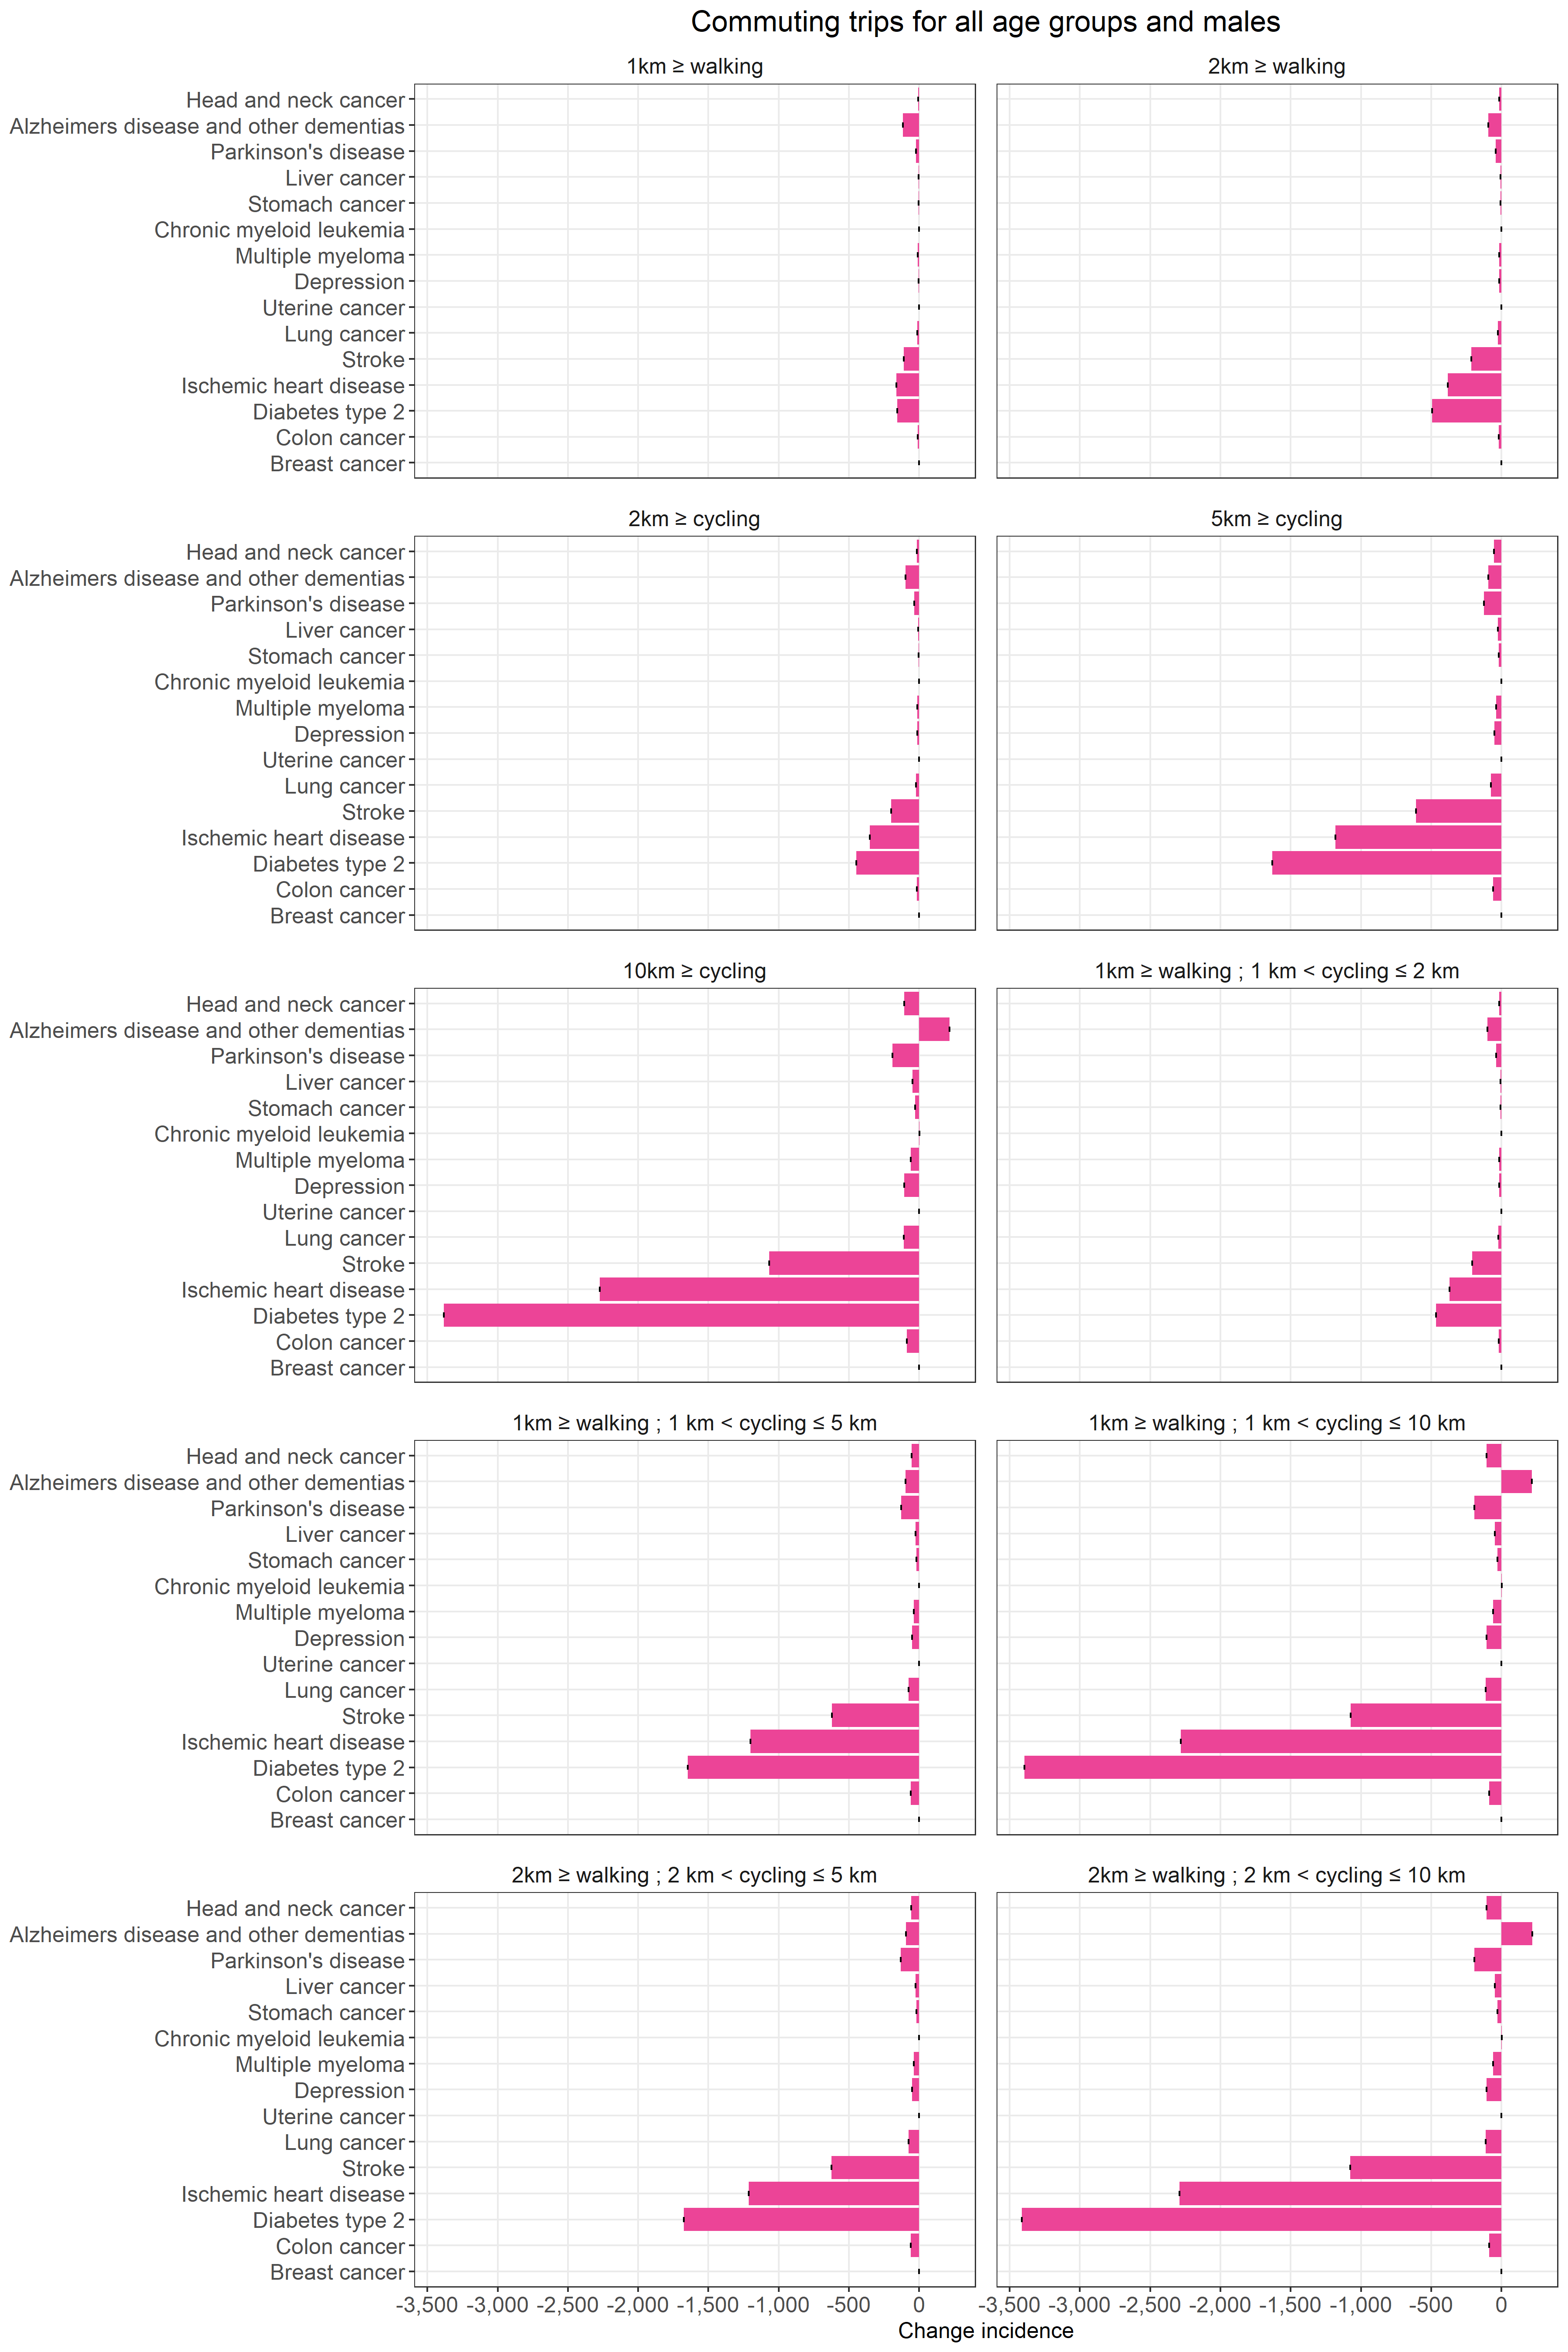 Commuting trips for all age groups and males
1km ≥ walking
2km ≥ walking
Head and neck cancer
Alzheimers disease and other dementias
Parkinson's disease
Liver cancer
Stomach cancer
Chronic myeloid leukemia
Multiple myeloma
Depression
Uterine cancer
Lung cancer
Stroke
Ischemic heart disease
Diabetes type 2
Colon cancer
Breast cancer
2km ≥ cycling
5km ≥ cycling
Head and neck cancer
Alzheimers disease and other dementias
Parkinson's disease
Liver cancer
Stomach cancer
Chronic myeloid leukemia
Multiple myeloma
Depression
Uterine cancer
Lung cancer
Stroke
Ischemic heart disease
Diabetes type 2
Colon cancer
Breast cancer
10km ≥ cycling
1km ≥ walking ; 1 km < cycling ≤ 2 km
Head and neck cancer
Alzheimers disease and other dementias
Parkinson's disease
Liver cancer
Stomach cancer
Chronic myeloid leukemia
Multiple myeloma
Depression
Uterine cancer
Lung cancer
Stroke
Ischemic heart disease
Diabetes type 2
Colon cancer
Breast cancer
1km ≥ walking ; 1 km < cycling ≤ 5 km
1km ≥ walking ; 1 km < cycling ≤ 10 km
Head and neck cancer
Alzheimers disease and other dementias
Parkinson's disease
Liver cancer
Stomach cancer
Chronic myeloid leukemia
Multiple myeloma
Depression
Uterine cancer
Lung cancer
Stroke
Ischemic heart disease
Diabetes type 2
Colon cancer
Breast cancer
2km ≥ walking ; 2 km < cycling ≤ 5 km
2km ≥ walking ; 2 km < cycling ≤ 10 km
Head and neck cancer
Alzheimers disease and other dementias
Parkinson's disease
Liver cancer
Stomach cancer
Chronic myeloid leukemia
Multiple myeloma
Depression
Uterine cancer
Lung cancer
Stroke
Ischemic heart disease
Diabetes type 2
Colon cancer
Breast cancer
-3,500 -3,000 -2,500 -2,000 -1,500 -1,000 -500 0
-3,500 -3,000 -2,500 -2,000 -1,500 -1,000 -500 0
Change incidence